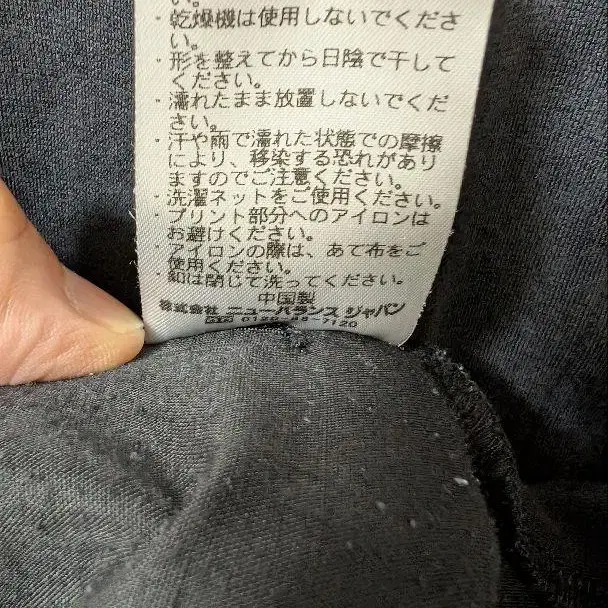 い。
・乾燥機は使用しないでくださ
い。
・形を整えてから日陰で干して
ください。
・濡れたまま放置しないでくだ
さい。
・汗や雨で濡れた状態での摩擦
により、移染する恐れがあり
ますのでご注意ください。
・洗濯ネットをご使用ください。
・プリント部分へのアイロンは
お避けください。
・アイロンの際は、あて布をご
使用ください。
・釦は閉じて洗ってください。
中国製
株式会社 ニューバランス ジャパン
0120-85-7120